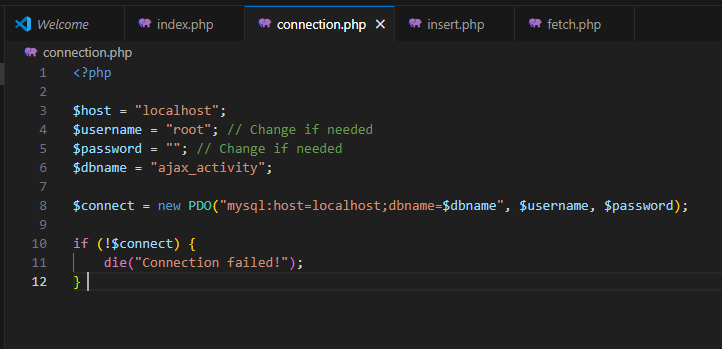 Welcome index.php connection.php insert.php fetch.php
connection.php
1 <?php
2
3 $host = "localhost";
4 $username = "root"; // Change if needed
5 $password = ""; // Change if needed
6 $dbname = "ajax_activity";
7
8 $connect = new PDO("mysql:host=localhost;dbname=$dbname", $username, $password);
9
10 if (!$connect) {
11 die("Connection failed!");
12 }